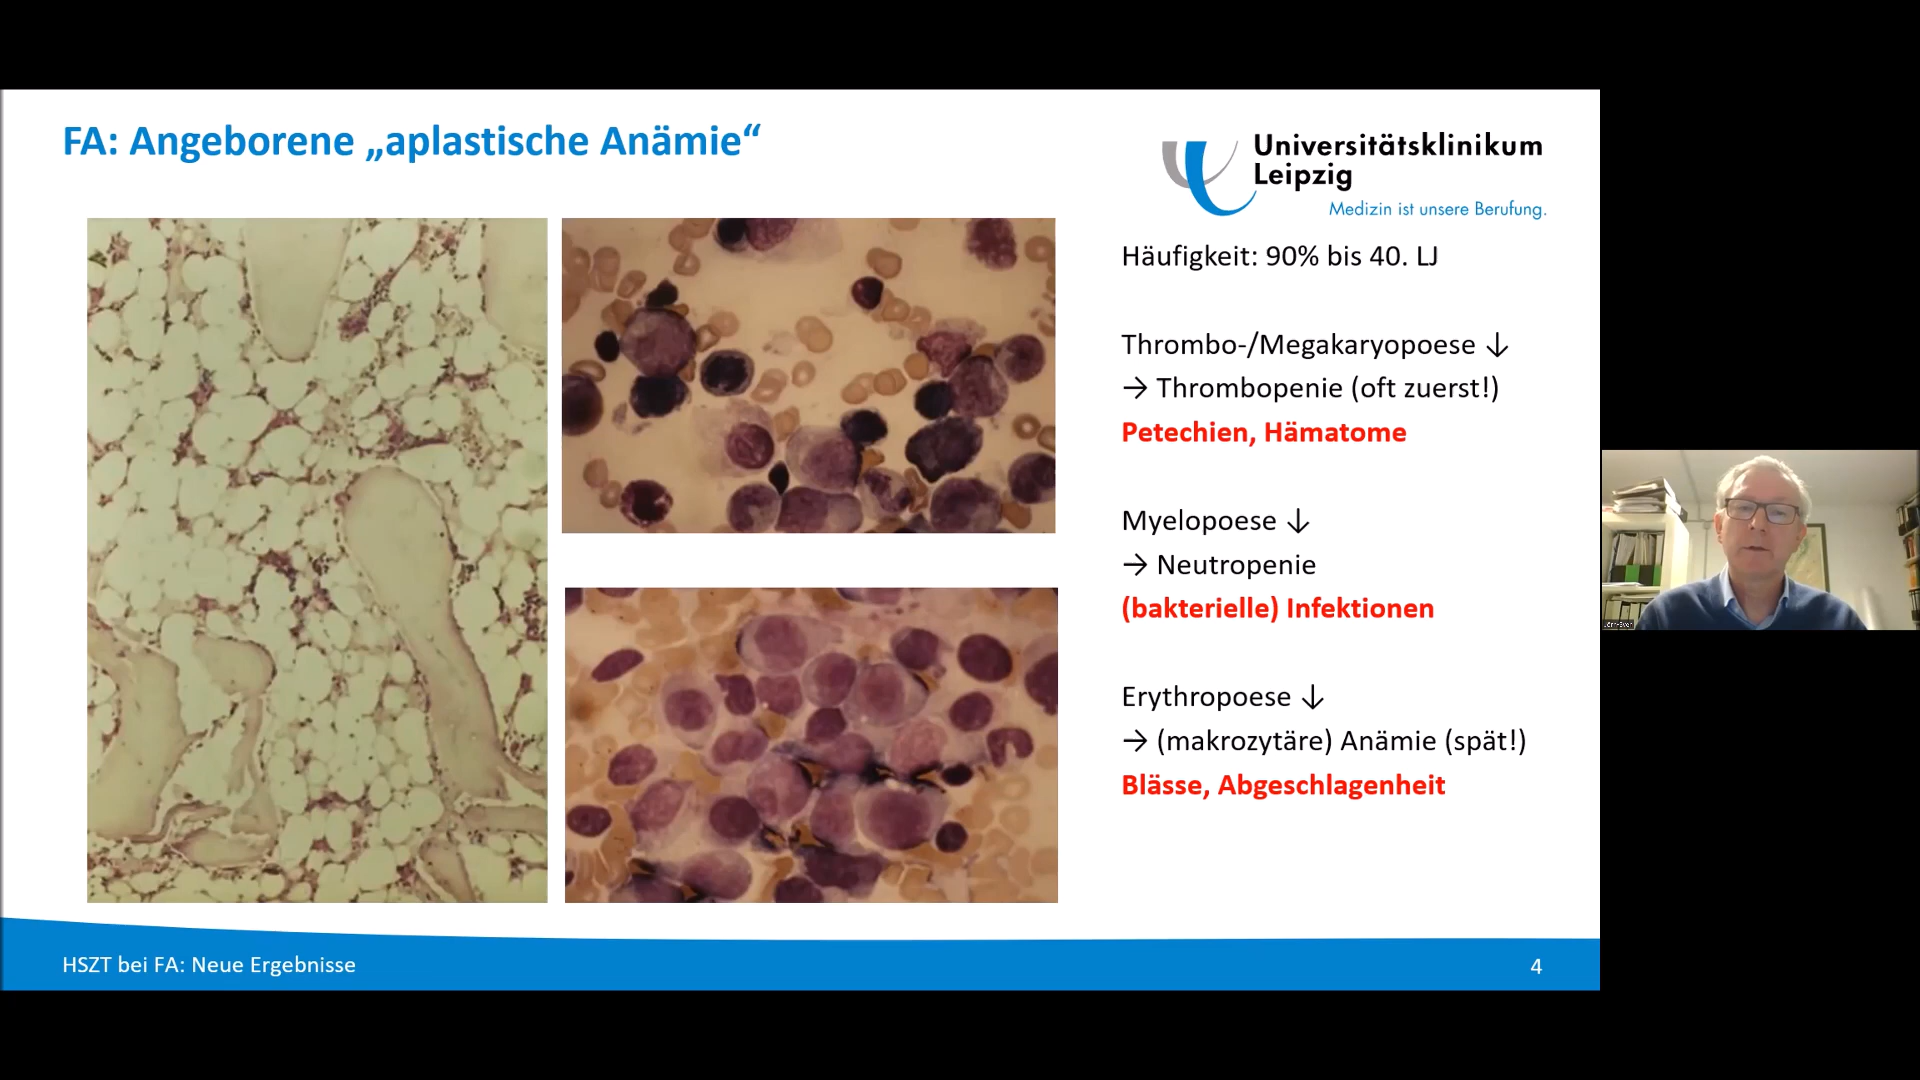 FA: Angeborene „aplastische Anämie“
Universitätsklinikum
Leipzig
Medizin ist unsere Berufung.
Häufigkeit: 90% bis 40. LJ
Thrombo-/Megakaryopoese ↓
→ Thrombopenie (oft zuerst!)
Petechien, Hämatome
Myelopoese ↓
→ Neutropenie
(bakterielle) Infektionen
Erythropoese ↓
→ (makrozytäre) Anämie (spät!)
Blässe, Abgeschlagenheit
HSZT bei FA: Neue Ergebnisse
4